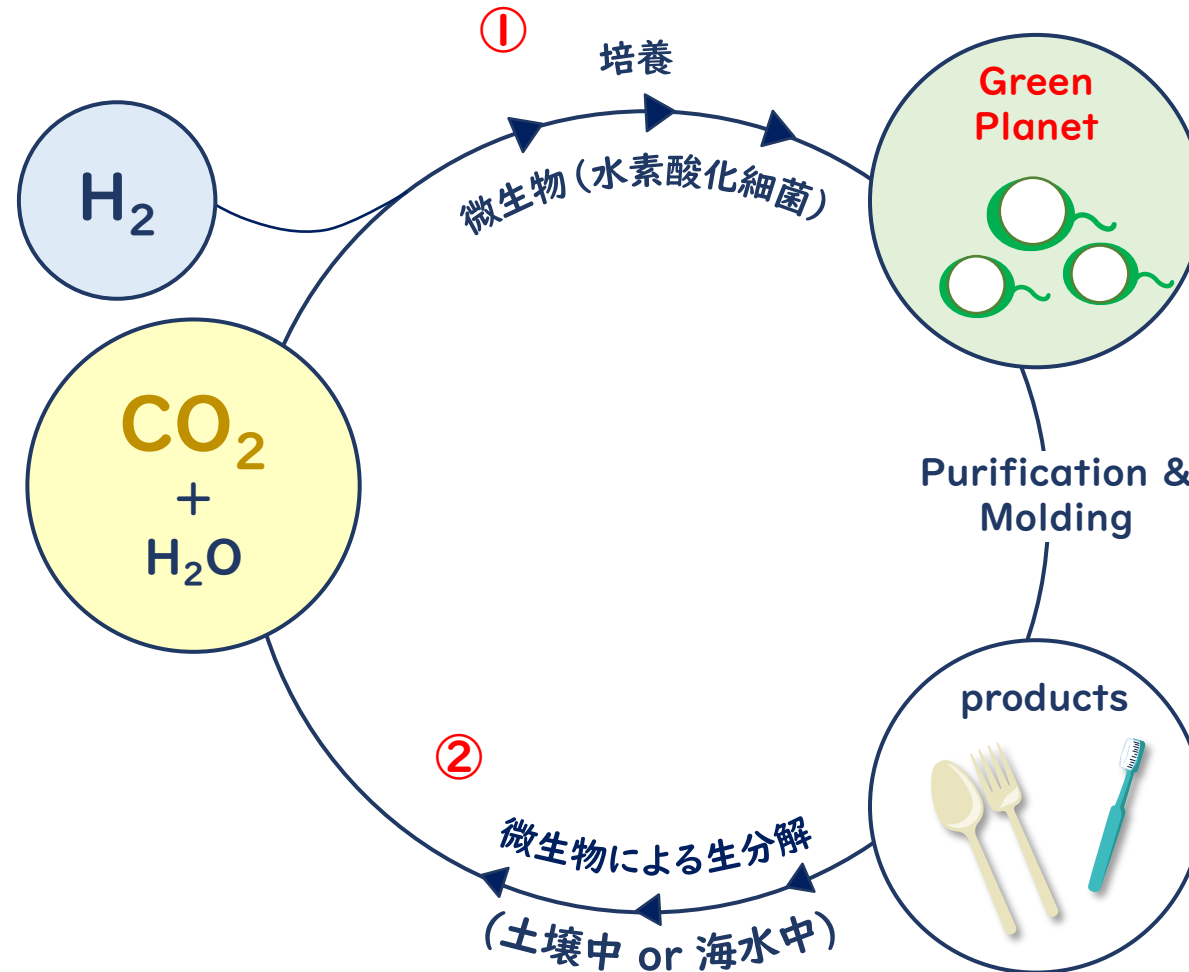 ①
培養
微生物（水素酸化細菌）
H₂
Green
Planet
CO₂
+
H₂O
Purification &
Molding
products
②
微生物による生分解
（土壌中 or 海水中）